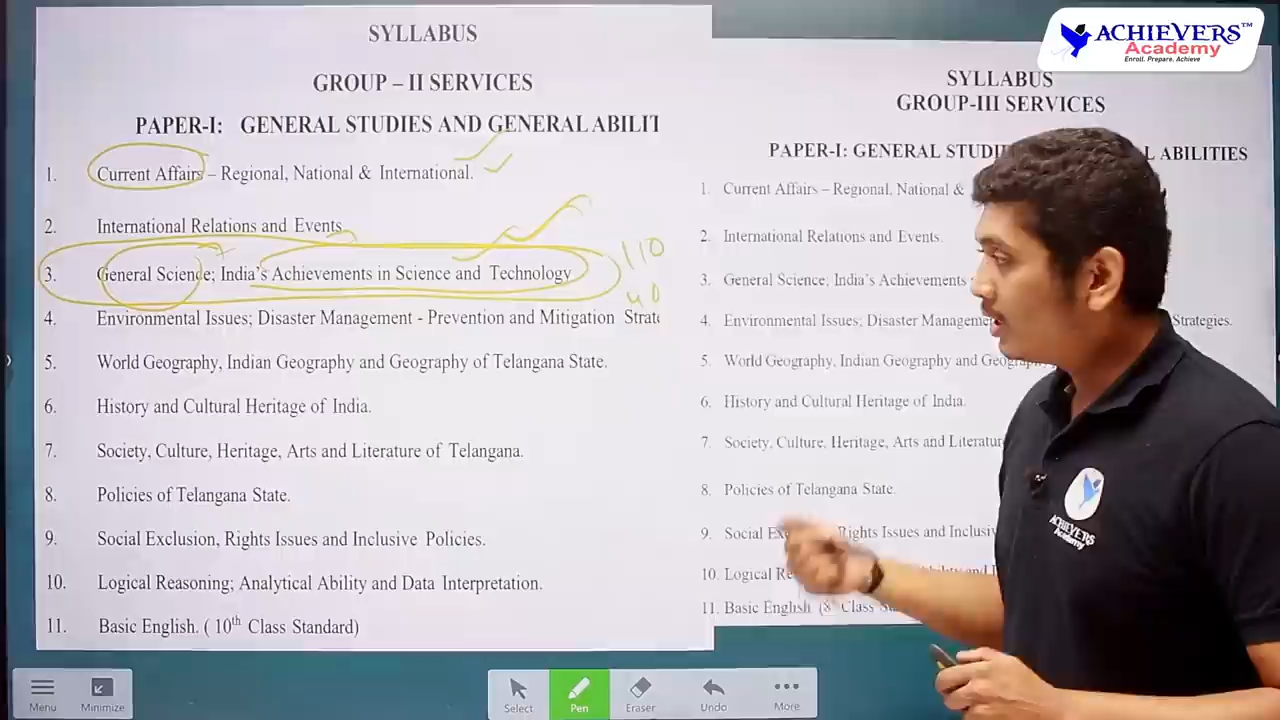 SYLLABUS
GROUP – II SERVICES
PAPER-I: GENERAL STUDIES AND GENERAL ABILIT
1. Current Affairs – Regional, National & International.
2. International Relations and Events.
3. General Science; India's Achievements in Science and Technology
4. Environmental Issues; Disaster Management - Prevention and Mitigation Strate
5. World Geography, Indian Geography and Geography of Telangana State.
6. History and Cultural Heritage of India.
7. Society, Culture, Heritage, Arts and Literature of Telangana.
8. Policies of Telangana State.
9. Social Exclusion, Rights Issues and Inclusive Policies.
10. Logical Reasoning; Analytical Ability and Data Interpretation.
11. Basic English. ( 10th Class Standard)
110
40
SYLLABUS
GROUP-III SERVICES
PAPER-I: GENERAL STUDI L ABILITIES
1. Current Affairs – Regional, National &
2. International Relations and Events.
3. General Science; India's Achievements
4. Environmental Issues; Disaster Manageme Strategies.
5. World Geography, Indian Geography and Geography
6. History and Cultural Heritage of India.
7. Society, Culture, Heritage, Arts and Literatur
8. Policies of Telangana State.
9. Social Ex Rights Issues and Inclusiv
10. Logical Re
11. Basic English (8 Class
ACHIEVERS™
Academy
Enroll. Prepare. Achieve
ACHIEVERS
Academy
Menu
Minimize
Select
Pen
Eraser
Undo
More